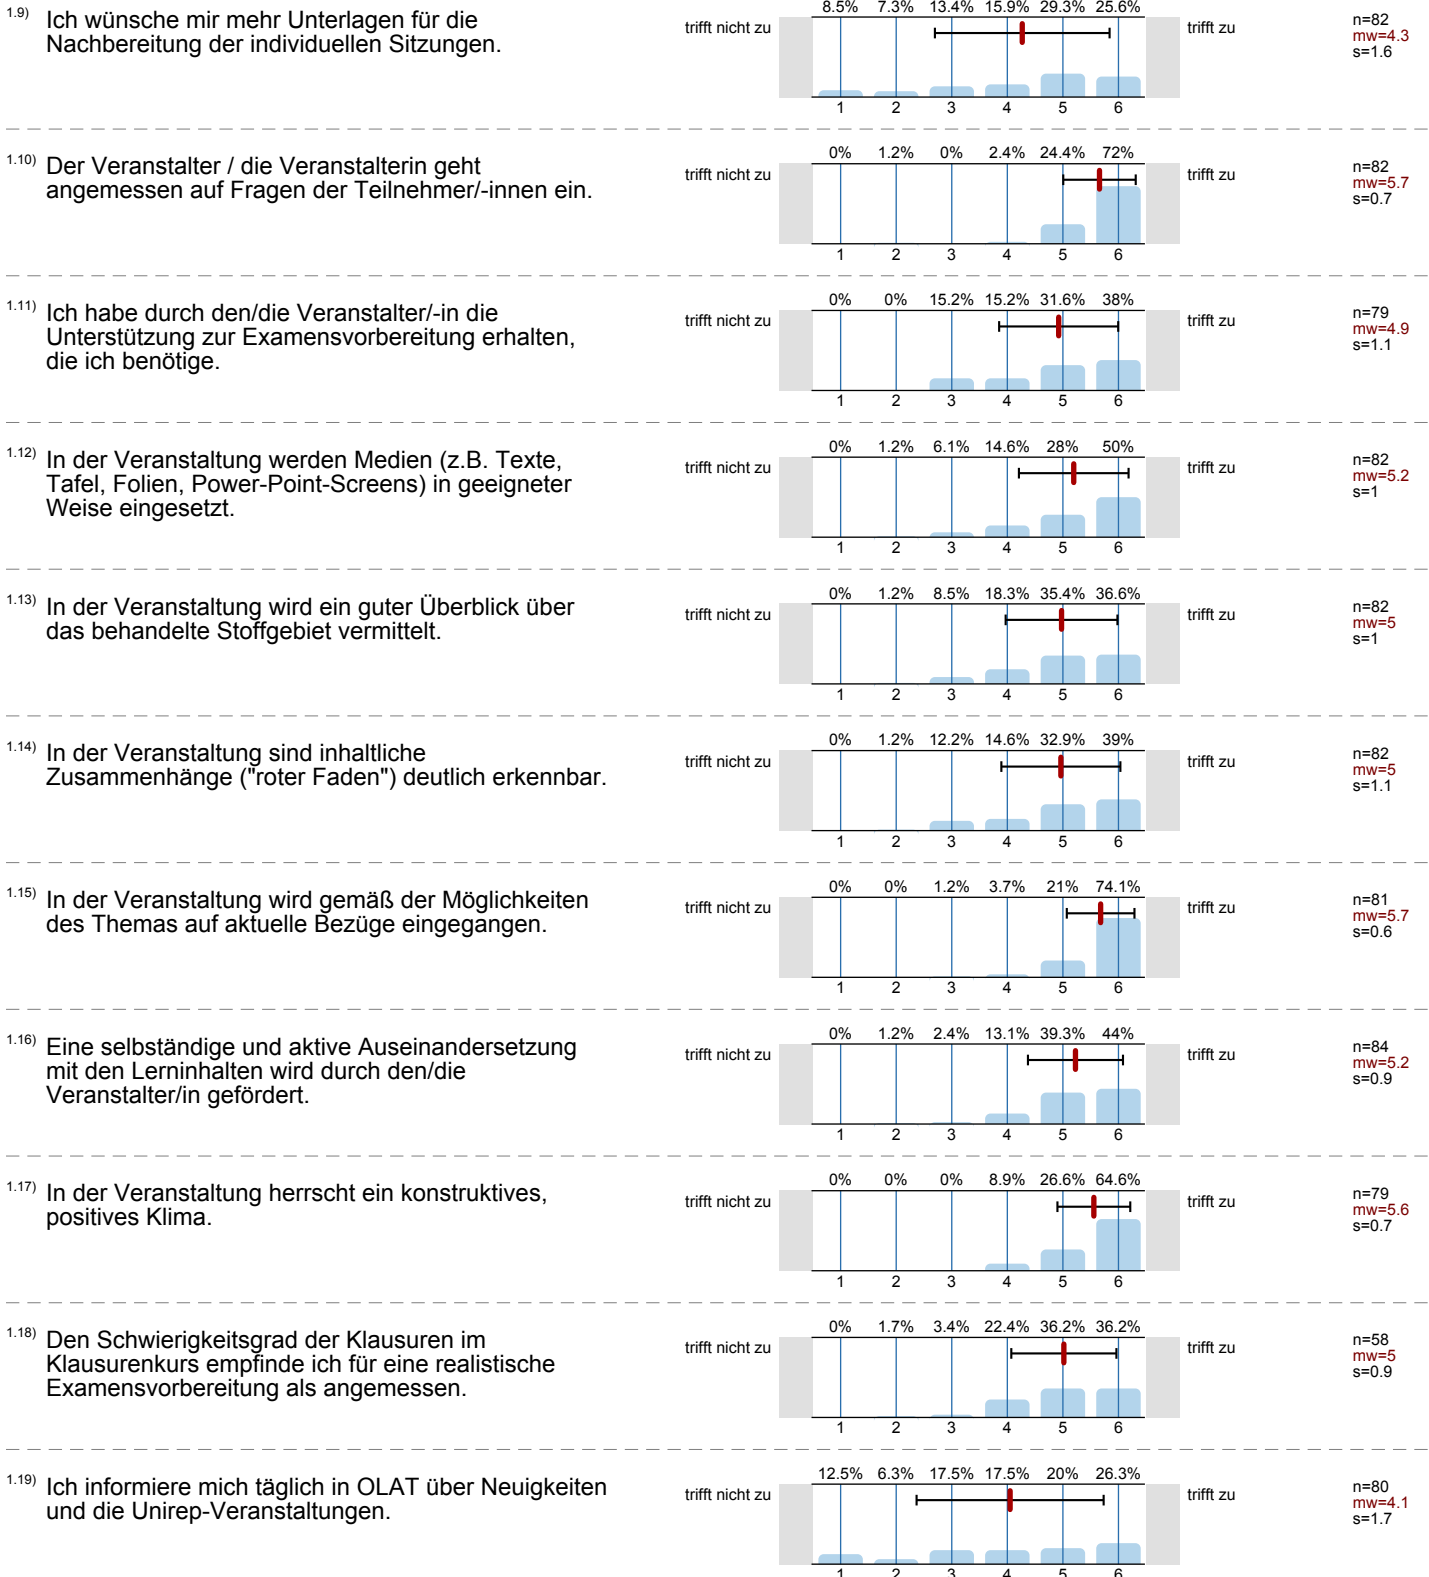 1.9) Ich wünsche mir mehr Unterlagen für die
Nachbereitung der individuellen Sitzungen.
trifft nicht zu
8.5% 7.3% 13.4% 15.9% 29.3% 25.6%
1 2 3 4 5 6
trifft zu
n=82
mw=4.3
s=1.6
1.10) Der Veranstalter / die Veranstalterin geht
angemessen auf Fragen der Teilnehmer/-innen ein.
trifft nicht zu
0% 1.2% 0% 2.4% 24.4% 72%
1 2 3 4 5 6
trifft zu
n=82
mw=5.7
s=0.7
1.11) Ich habe durch den/die Veranstalter/-in die
Unterstützung zur Examensvorbereitung erhalten,
die ich benötige.
trifft nicht zu
0% 0% 15.2% 15.2% 31.6% 38%
1 2 3 4 5 6
trifft zu
n=79
mw=4.9
s=1.1
1.12) In der Veranstaltung werden Medien (z.B. Texte,
Tafel, Folien, Power-Point-Screens) in geeigneter
Weise eingesetzt.
trifft nicht zu
0% 1.2% 6.1% 14.6% 28% 50%
1 2 3 4 5 6
trifft zu
n=82
mw=5.2
s=1
1.13) In der Veranstaltung wird ein guter Überblick über
das behandelte Stoffgebiet vermittelt.
trifft nicht zu
0% 1.2% 8.5% 18.3% 35.4% 36.6%
1 2 3 4 5 6
trifft zu
n=82
mw=5
s=1
1.14) In der Veranstaltung sind inhaltliche
Zusammenhänge ("roter Faden") deutlich erkennbar.
trifft nicht zu
0% 1.2% 12.2% 14.6% 32.9% 39%
1 2 3 4 5 6
trifft zu
n=82
mw=5
s=1.1
1.15) In der Veranstaltung wird gemäß der Möglichkeiten
des Themas auf aktuelle Bezüge eingegangen.
trifft nicht zu
0% 0% 1.2% 3.7% 21% 74.1%
1 2 3 4 5 6
trifft zu
n=81
mw=5.7
s=0.6
1.16) Eine selbständige und aktive Auseinandersetzung
mit den Lerninhalten wird durch den/die
Veranstalter/in gefördert.
trifft nicht zu
0% 1.2% 2.4% 13.1% 39.3% 44%
1 2 3 4 5 6
trifft zu
n=84
mw=5.2
s=0.9
1.17) In der Veranstaltung herrscht ein konstruktives,
positives Klima.
trifft nicht zu
0% 0% 0% 8.9% 26.6% 64.6%
1 2 3 4 5 6
trifft zu
n=79
mw=5.6
s=0.7
1.18) Den Schwierigkeitsgrad der Klausuren im
Klausurenkurs empfinde ich für eine realistische
Examensvorbereitung als angemessen.
trifft nicht zu
0% 1.7% 3.4% 22.4% 36.2% 36.2%
1 2 3 4 5 6
trifft zu
n=58
mw=5
s=0.9
1.19) Ich informiere mich täglich in OLAT über Neuigkeiten
und die Unirep-Veranstaltungen.
trifft nicht zu
12.5% 6.3% 17.5% 17.5% 20% 26.3%
1 2 3 4 5 6
trifft zu
n=80
mw=4.1
s=1.7